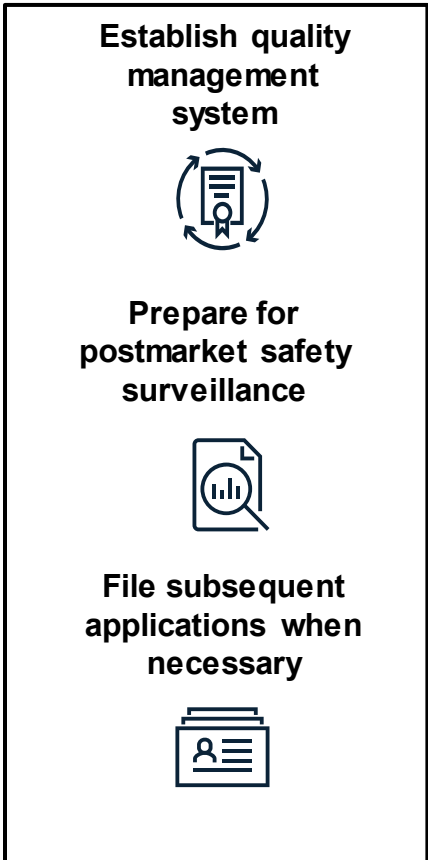 Establish quality
management
system
Prepare for
postmarket safety
surveillance
File subsequent
applications when
necessary